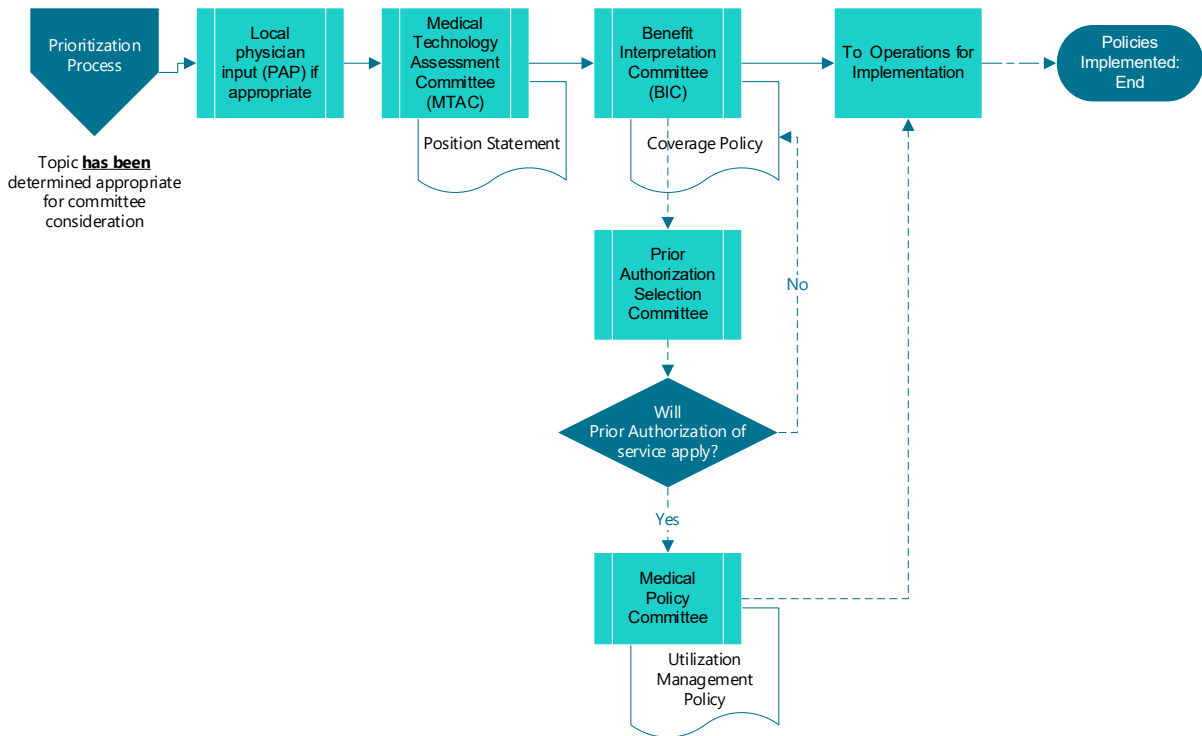 Prioritization
Process
Topic has been
determined appropriate
for committee
consideration
Local
physician
input (PAP) if
appropriate
Medical
Technology
Assessment
Committee
(MTAC)
Position Statement
Benefit
Interpretation
Committee
(BIC)
Coverage Policy
To Operations for
Implementation
Policies
Implemented:
End
Prior
Authorization
Selection
Committee
No
Will
Prior Authorization of
service apply?
Yes
Medical
Policy
Committee
Utilization
Management
Policy